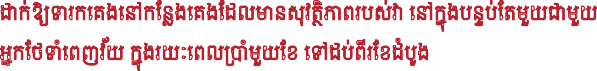 ដាក់ឱ្យទារកគេងនៅកន្លែងគេងដែលមានសុវត្ថិភាពរបស់វា នៅក្នុងបន្ទប់តែមួយជាមួយ
អ្នកថែទាំពេញវ័យ ក្នុងរយៈពេលប្រាំមួយខែ ទៅដប់ពីរខែដំបូង